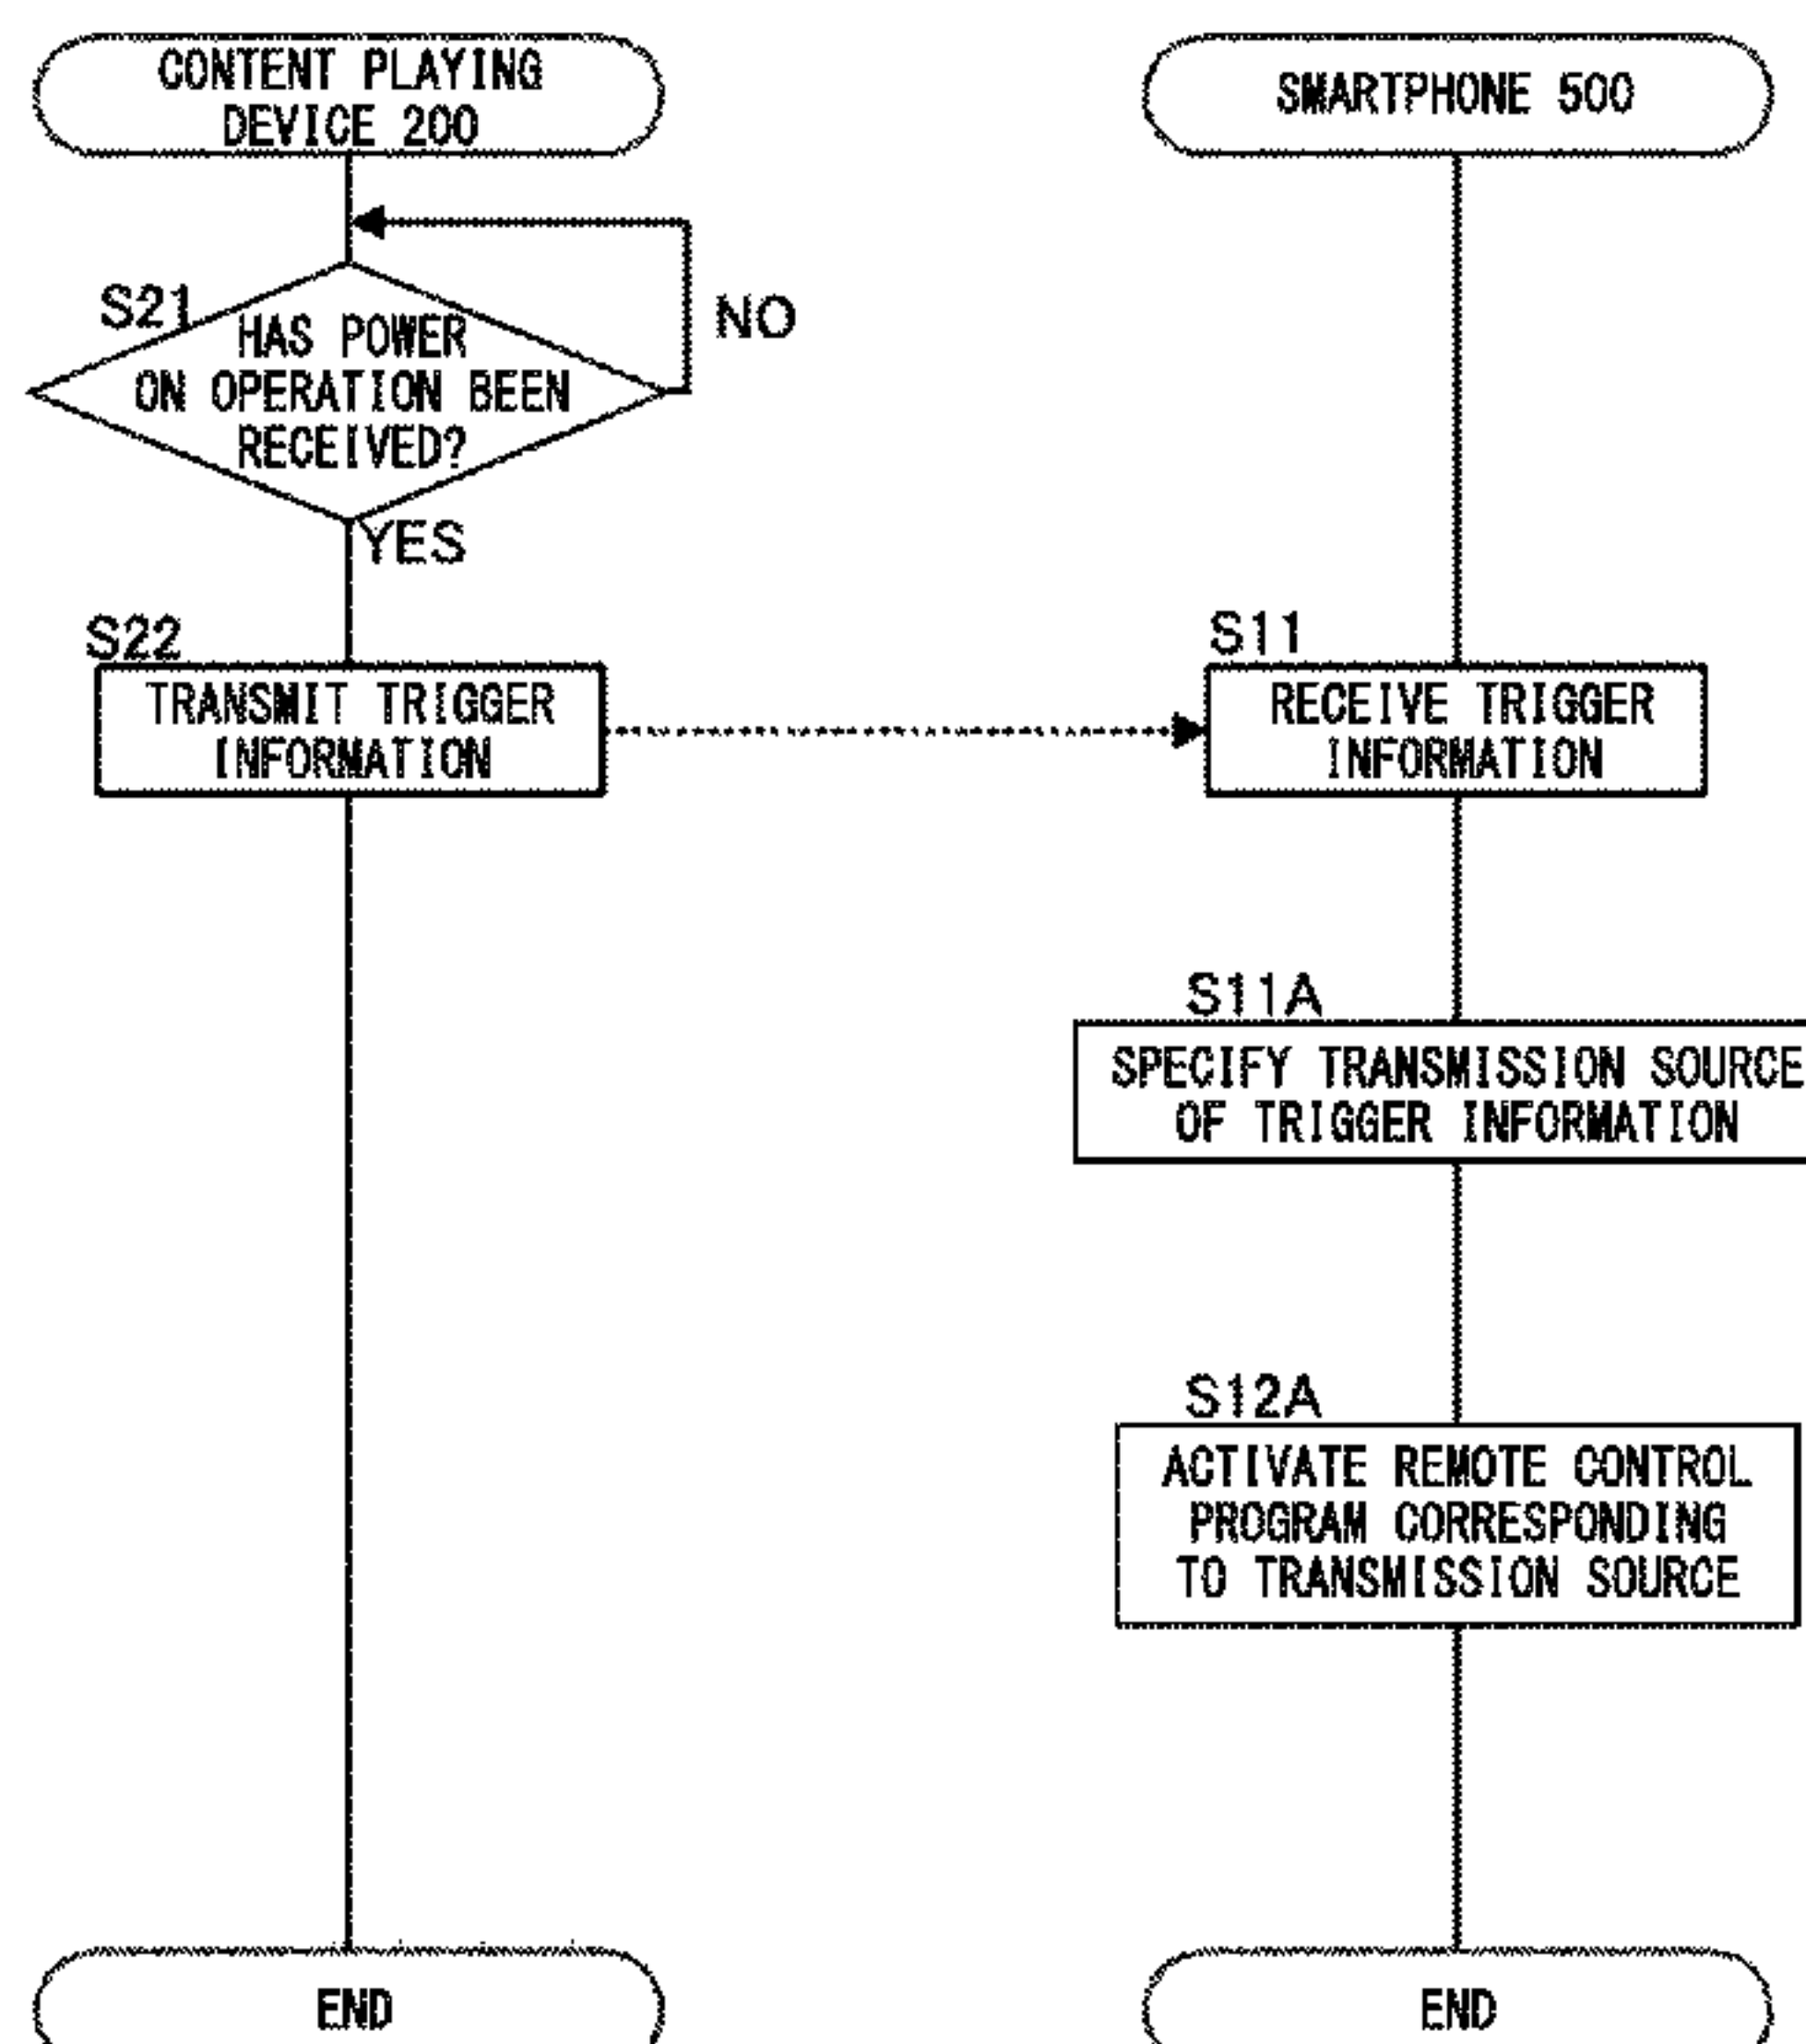 CONTENT PLAYING
DEVICE 200
SMARTPHONE 500
S21
HAS POWER
ON OPERATION BEEN
RECEIVED?
NO
YES
S22
TRANSMIT TRIGGER
INFORMATION
S11
RECEIVE TRIGGER
INFORMATION
S11A
SPECIFY TRANSMISSION SOURCE
OF TRIGGER INFORMATION
S12A
ACTIVATE REMOTE CONTROL
PROGRAM CORRESPONDING
TO TRANSMISSION SOURCE
END
END